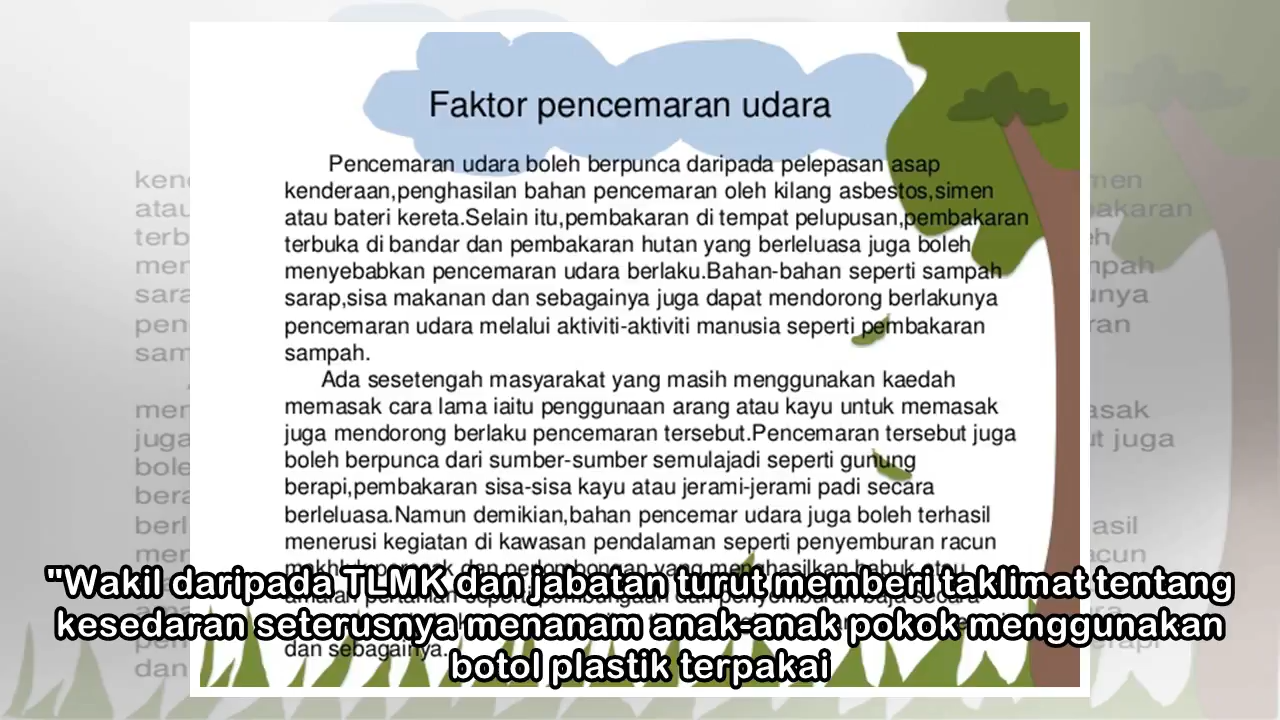 Faktor pencemaran udara
Pencemaran udara boleh berpunca daripada pelepasan asap
kenderaan,penghasilan bahan pencemaran oleh kilang asbestos,simen
atau bateri kereta.Selain itu,pembakaran di tempat pelupusan,pembakaran
terbuka di bandar dan pembakaran hutan yang berleluasa juga boleh
menyebabkan pencemaran udara berlaku.Bahan-bahan seperti sampah
sarap,sisa makanan dan sebagainya juga dapat mendorong berlakunya
pencemaran udara melalui aktiviti-aktiviti manusia seperti pembakaran
sampah.
Ada sesetengah masyarakat yang masih menggunakan kaedah
memasak cara lama iaitu penggunaan arang atau kayu untuk memasak
juga mendorong berlaku pencemaran tersebut.Pencemaran tersebut juga
boleh berpunca dari sumber-sumber semulajadi seperti gunung
berapi,pembakaran sisa-sisa kayu atau jerami-jerami padi secara
berleluasa.Namun demikian,bahan pencemar udara juga boleh terhasil
menerusi kegiatan di kawasan pendalaman seperti penyemburan racun
dan sebagainya.
"Wakil daripada TLMK dan jabatan turut memberi taklimat tentang
kesedaran seterusnya menanam anak-anak pokok menggunakan
botol plastik terpakai